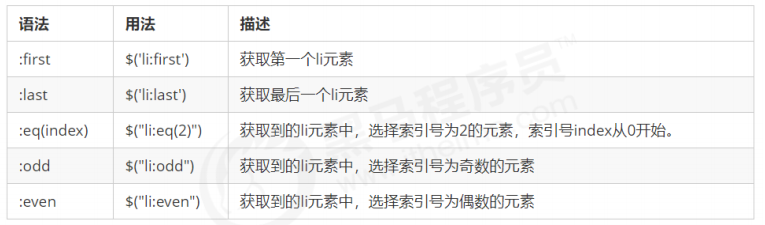 语法 用法 描述
:first $('li:first') 获取第一个li元素
:last $('li:last') 获取最后一个li元素
:eq(index) $("li:eq(2)") 获取到的li元素中，选择索引号为2的元素，索引号index从0开始。
:odd $("li:odd") 获取到的li元素中，选择索引号为奇数的元素
:even $("li:even") 获取到的li元素中，选择索引号为偶数的元素